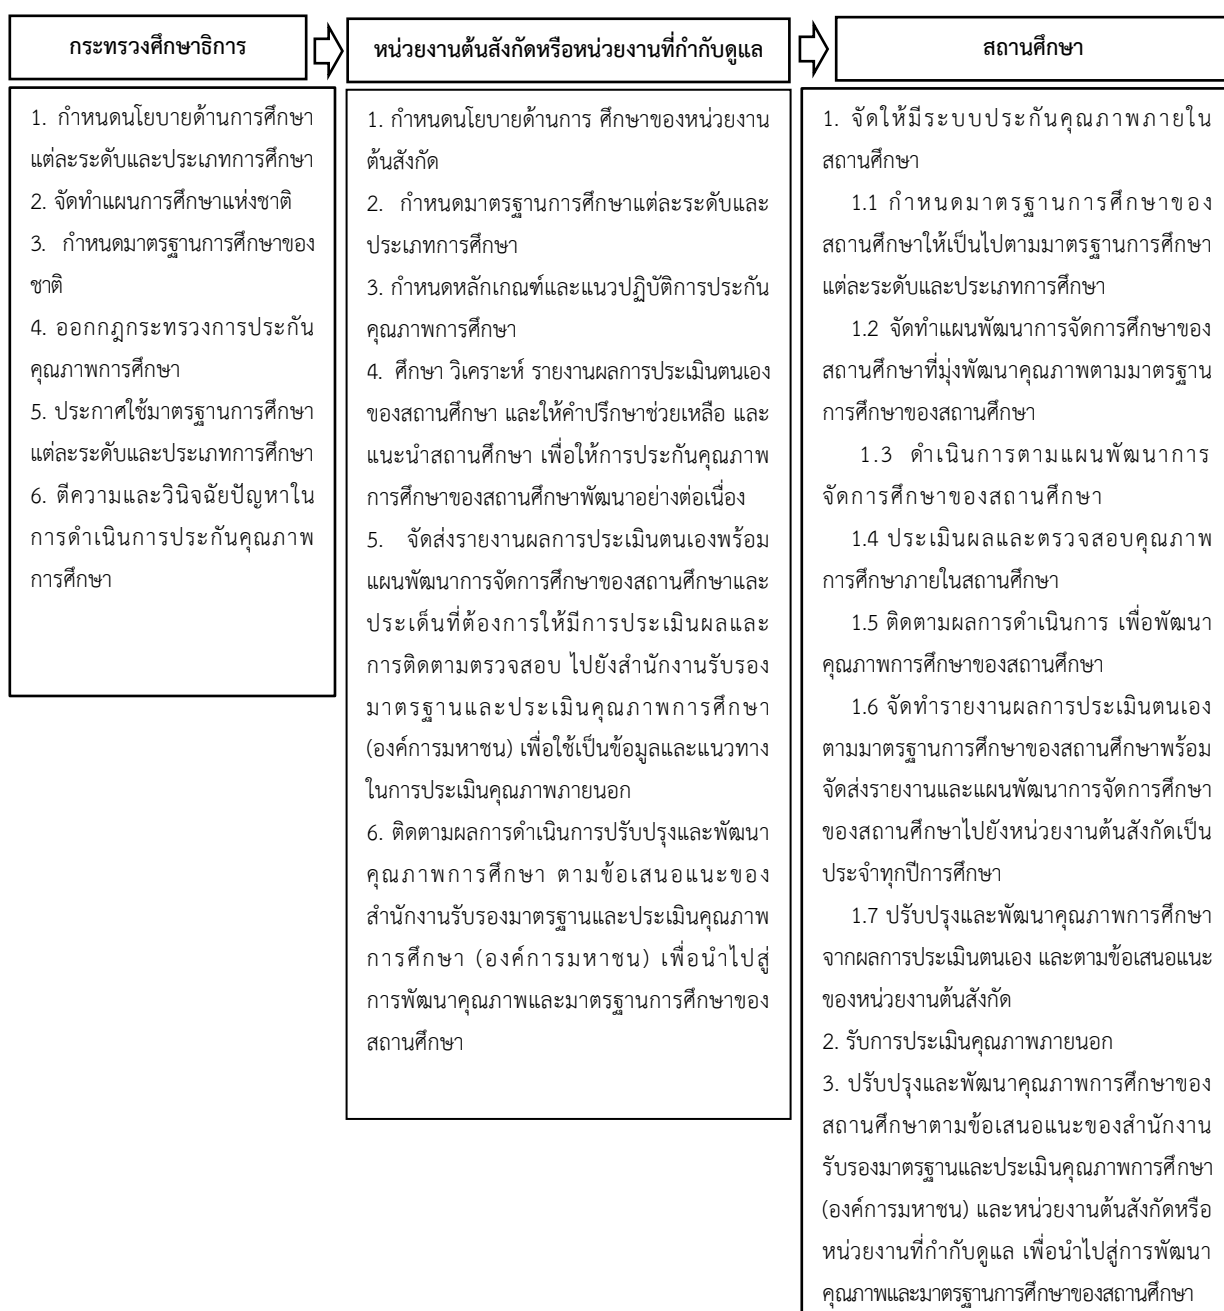 กระทรวงศึกษาธิการ
1. กำหนดนโยบายด้านการศึกษา
แต่ละระดับและประเภทการศึกษา
2. จัดทำแผนการศึกษาแห่งชาติ
3. กำหนดมาตรฐานการศึกษาของ
ชาติ
4. ออกกฎกระทรวงการประกัน
คุณภาพการศึกษา
5. ประกาศใช้มาตรฐานการศึกษา
แต่ละระดับและประเภทการศึกษา
6. ตีความและวินิจฉัยปัญหาใน
การดำเนินการประกันคุณภาพ
การศึกษา
หน่วยงานต้นสังกัดหรือหน่วยงานที่กำกับดูแล
1. กำหนดนโยบายด้านการ ศึกษาของหน่วยงาน
ต้นสังกัด
2. กำหนดมาตรฐานการศึกษาแต่ละระดับและ
ประเภทการศึกษา
3. กำหนดหลักเกณฑ์และแนวปฏิบัติการประกัน
คุณภาพการศึกษา
4. ศึกษา วิเคราะห์ รายงานผลการประเมินตนเอง
ของสถานศึกษา และให้คำปรึกษาช่วยเหลือ และ
แนะนำสถานศึกษา เพื่อให้การประกันคุณภาพ
การศึกษาของสถานศึกษาพัฒนาอย่างต่อเนื่อง
5. จัดส่งรายงานผลการประเมินตนเองพร้อม
แผนพัฒนาการจัดการศึกษาของสถานศึกษาและ
ประเด็นที่ต้องการให้มีการประเมินผลและ
การติดตามตรวจสอบ ไปยังสำนักงานรับรอง
มาตรฐานและประเมินคุณภาพการศึกษา
(องค์การมหาชน) เพื่อใช้เป็นข้อมูลและแนวทาง
ในการประเมินคุณภาพภายนอก
6. ติดตามผลการดำเนินการปรับปรุงและพัฒนา
คุณภาพการศึกษา ตามข้อเสนอแนะของ
สำนักงานรับรองมาตรฐานและประเมินคุณภาพ
การศึกษา (องค์การมหาชน) เพื่อนำไปสู่
การพัฒนาคุณภาพและมาตรฐานการศึกษาของ
สถานศึกษา
สถานศึกษา
1. จัดให้มีระบบประกันคุณภาพภายใน
สถานศึกษา
1.1 กำหนดมาตรฐานการศึกษาของ
สถานศึกษาให้เป็นไปตามมาตรฐานการศึกษา
แต่ละระดับและประเภทการศึกษา
1.2 จัดทำแผนพัฒนาการจัดการศึกษาของ
สถานศึกษาที่มุ่งพัฒนาคุณภาพตามมาตรฐาน
การศึกษาของสถานศึกษา
1.3 ดำเนินการตามแผนพัฒนาการ
จัดการศึกษาของสถานศึกษา
1.4 ประเมินผลและตรวจสอบคุณภาพ
การศึกษาภายในสถานศึกษา
1.5 ติดตามผลการดำเนินการ เพื่อพัฒนา
คุณภาพการศึกษาของสถานศึกษา
1.6 จัดทำรายงานผลการประเมินตนเอง
ตามมาตรฐานการศึกษาของสถานศึกษาพร้อม
จัดส่งรายงานและแผนพัฒนาการจัดการศึกษา
ของสถานศึกษาไปยังหน่วยงานต้นสังกัดเป็น
ประจำทุกปีการศึกษา
1.7 ปรับปรุงและพัฒนาคุณภาพการศึกษา
จากผลการประเมินตนเอง และตามข้อเสนอแนะ
ของหน่วยงานต้นสังกัด
2. รับการประเมินคุณภาพภายนอก
3. ปรับปรุงและพัฒนาคุณภาพการศึกษาของ
สถานศึกษาตามข้อเสนอแนะของสำนักงาน
รับรองมาตรฐานและประเมินคุณภาพการศึกษา
(องค์การมหาชน) และหน่วยงานต้นสังกัดหรือ
หน่วยงานที่กำกับดูแล เพื่อนำไปสู่การพัฒนา
คุณภาพและมาตรฐานการศึกษาของสถานศึกษา